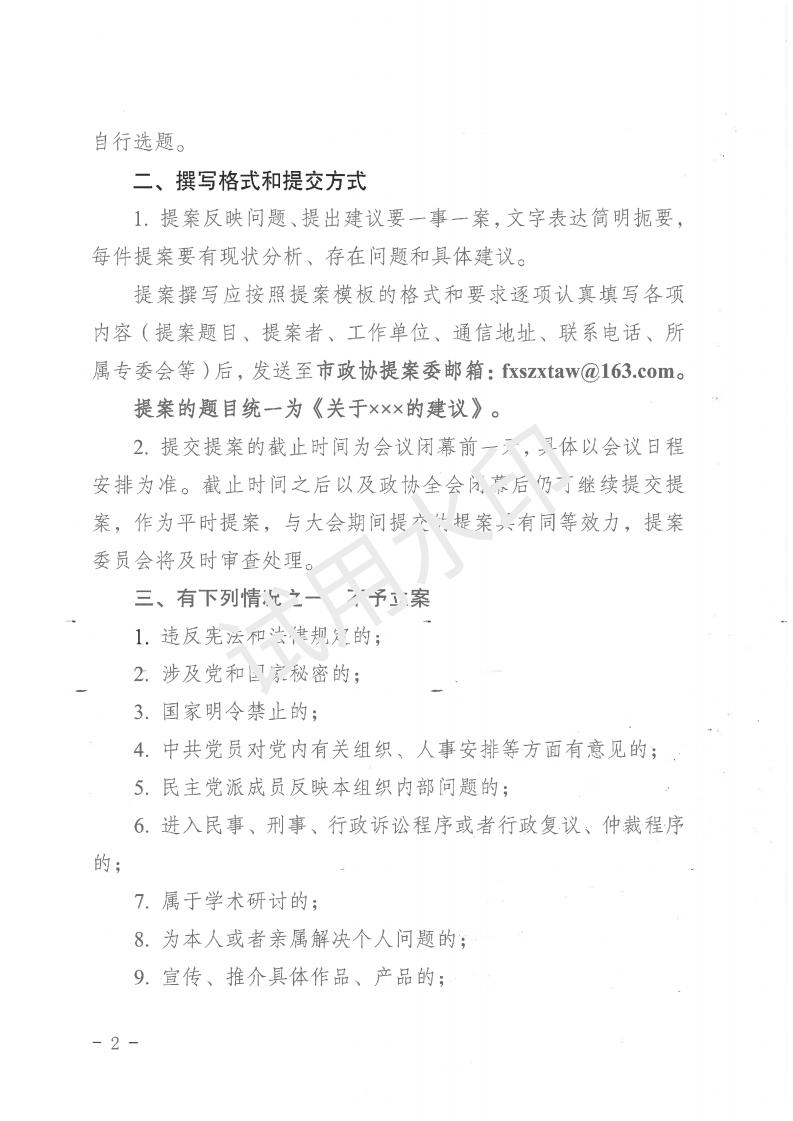 自行选题。
二、撰写格式和提交方式
1. 提案反映问题、提出建议要一事一案，文字表达简明扼要，
每件提案要有现状分析、存在问题和具体建议。
提案撰写应按照提案模板的格式和要求逐项认真填写各项
内容（提案题目、提案者、工作单位、通信地址、联系电话、所
属专委会等）后，发送至市政协提案委邮箱：fxszxtaw@163.com。
提案的题目统一为《关于×××的建议》。
2. 提交提案的截止时间为会议闭幕前一天，具体以会议日程
安排为准。截止时间之后以及政协全会闭幕后仍可继续提交提
案，作为平时提案，与大会期间提交的提案具有同等效力，提案
委员会将及时审查处理。
三、有下列情况之一，不予立案
1. 违反宪法和法律规定的；
2. 涉及党和国家秘密的；
3. 国家明令禁止的；
4. 中共党员对党内有关组织、人事安排等方面有意见的；
5. 民主党派成员反映本组织内部问题的；
6. 进入民事、刑事、行政诉讼程序或者行政复议、仲裁程序
的；
7. 属于学术研讨的；
8. 为本人或者亲属解决个人问题的；
9. 宣传、推介具体作品、产品的；
- 2 -
试用水印